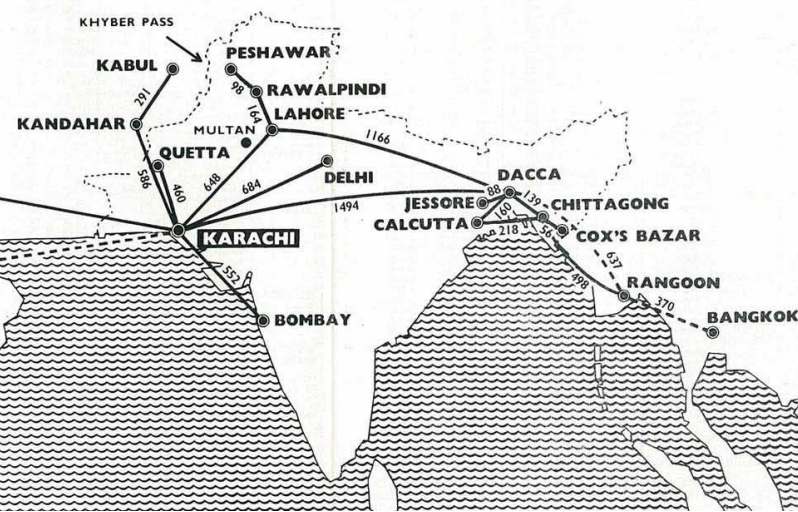 KHYBER PASS
PESHAWAR
KABUL
98
RAWALPINDI
291
164
LAHORE
KANDAHAR
MULTAN
1166
QUETTA
586
460
648
684
DELHI
DACCA
1494
88
139
JESSORE
CHITTAGONG
160
CALCUTTA
218
56
COX'S BAZAR
KARACHI
637
552
498
RANGOON
370
BANGKOK
BOMBAY